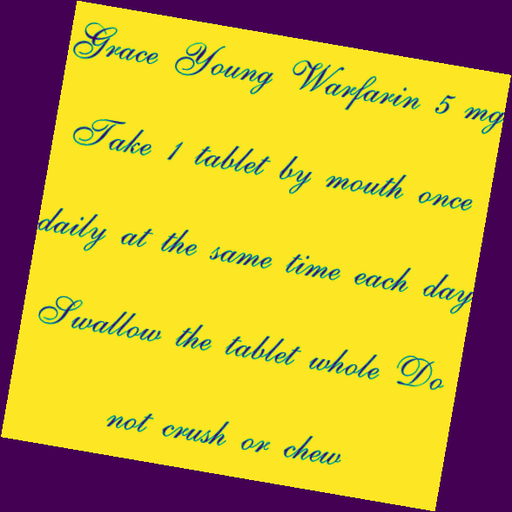 Grace Young Warfarin 5 mg
Take 1 tablet by mouth once
daily at the same time each day
Swallow the tablet whole Do
not crush or chew